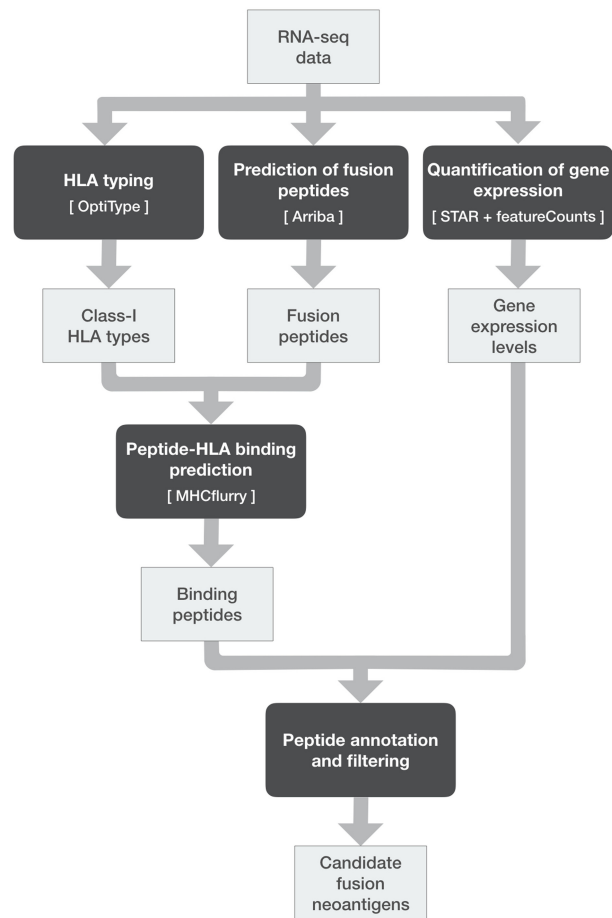 RNA-seq
data
HLA typing
[ OptiType ]
Prediction of fusion
peptides
[ Arriba ]
Quantification of gene
expression
[ STAR + featureCounts ]
Class-I
HLA types
Fusion
peptides
Gene
expression
levels
Peptide-HLA binding
prediction
[ MHCflurry ]
Binding
peptides
Peptide annotation
and filtering
Candidate
fusion
neoantigens